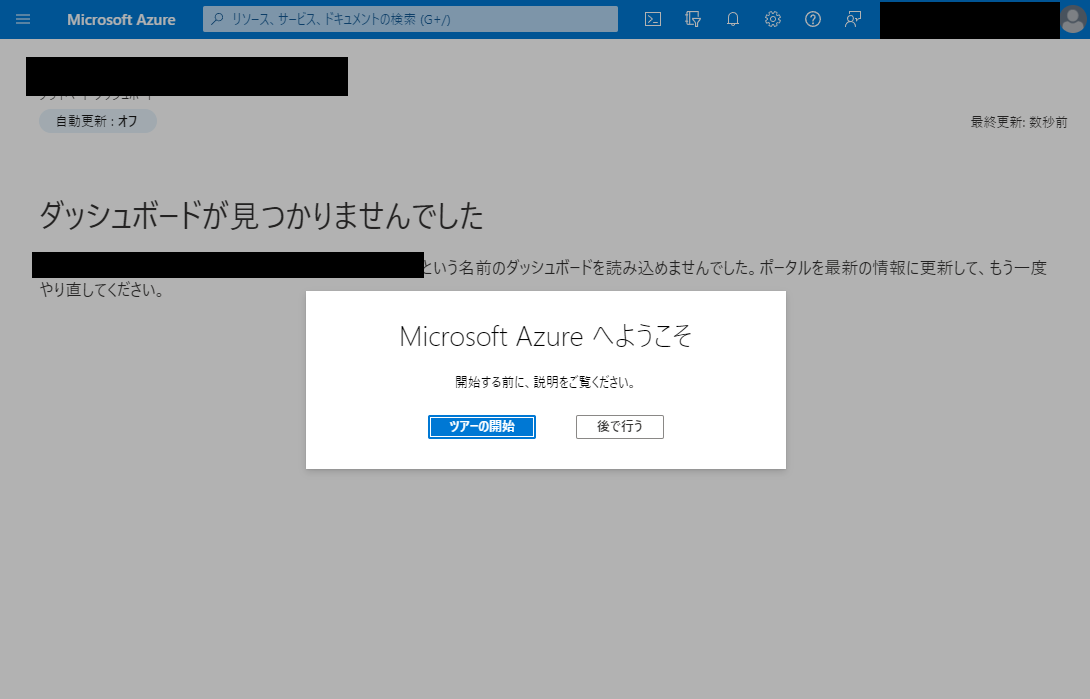 Microsoft Azure
リソース、サービス、ドキュメントの検索 (G+/)
自動更新 : オフ
最終更新: 数秒前
ダッシュボードが見つかりませんでした
という名前のダッシュボードを読み込めませんでした。ポータルを最新の情報に更新して、もう一度
やり直してください。
Microsoft Azure へようこそ
開始する前に、説明をご覧ください。
ツアーの開始
後で行う